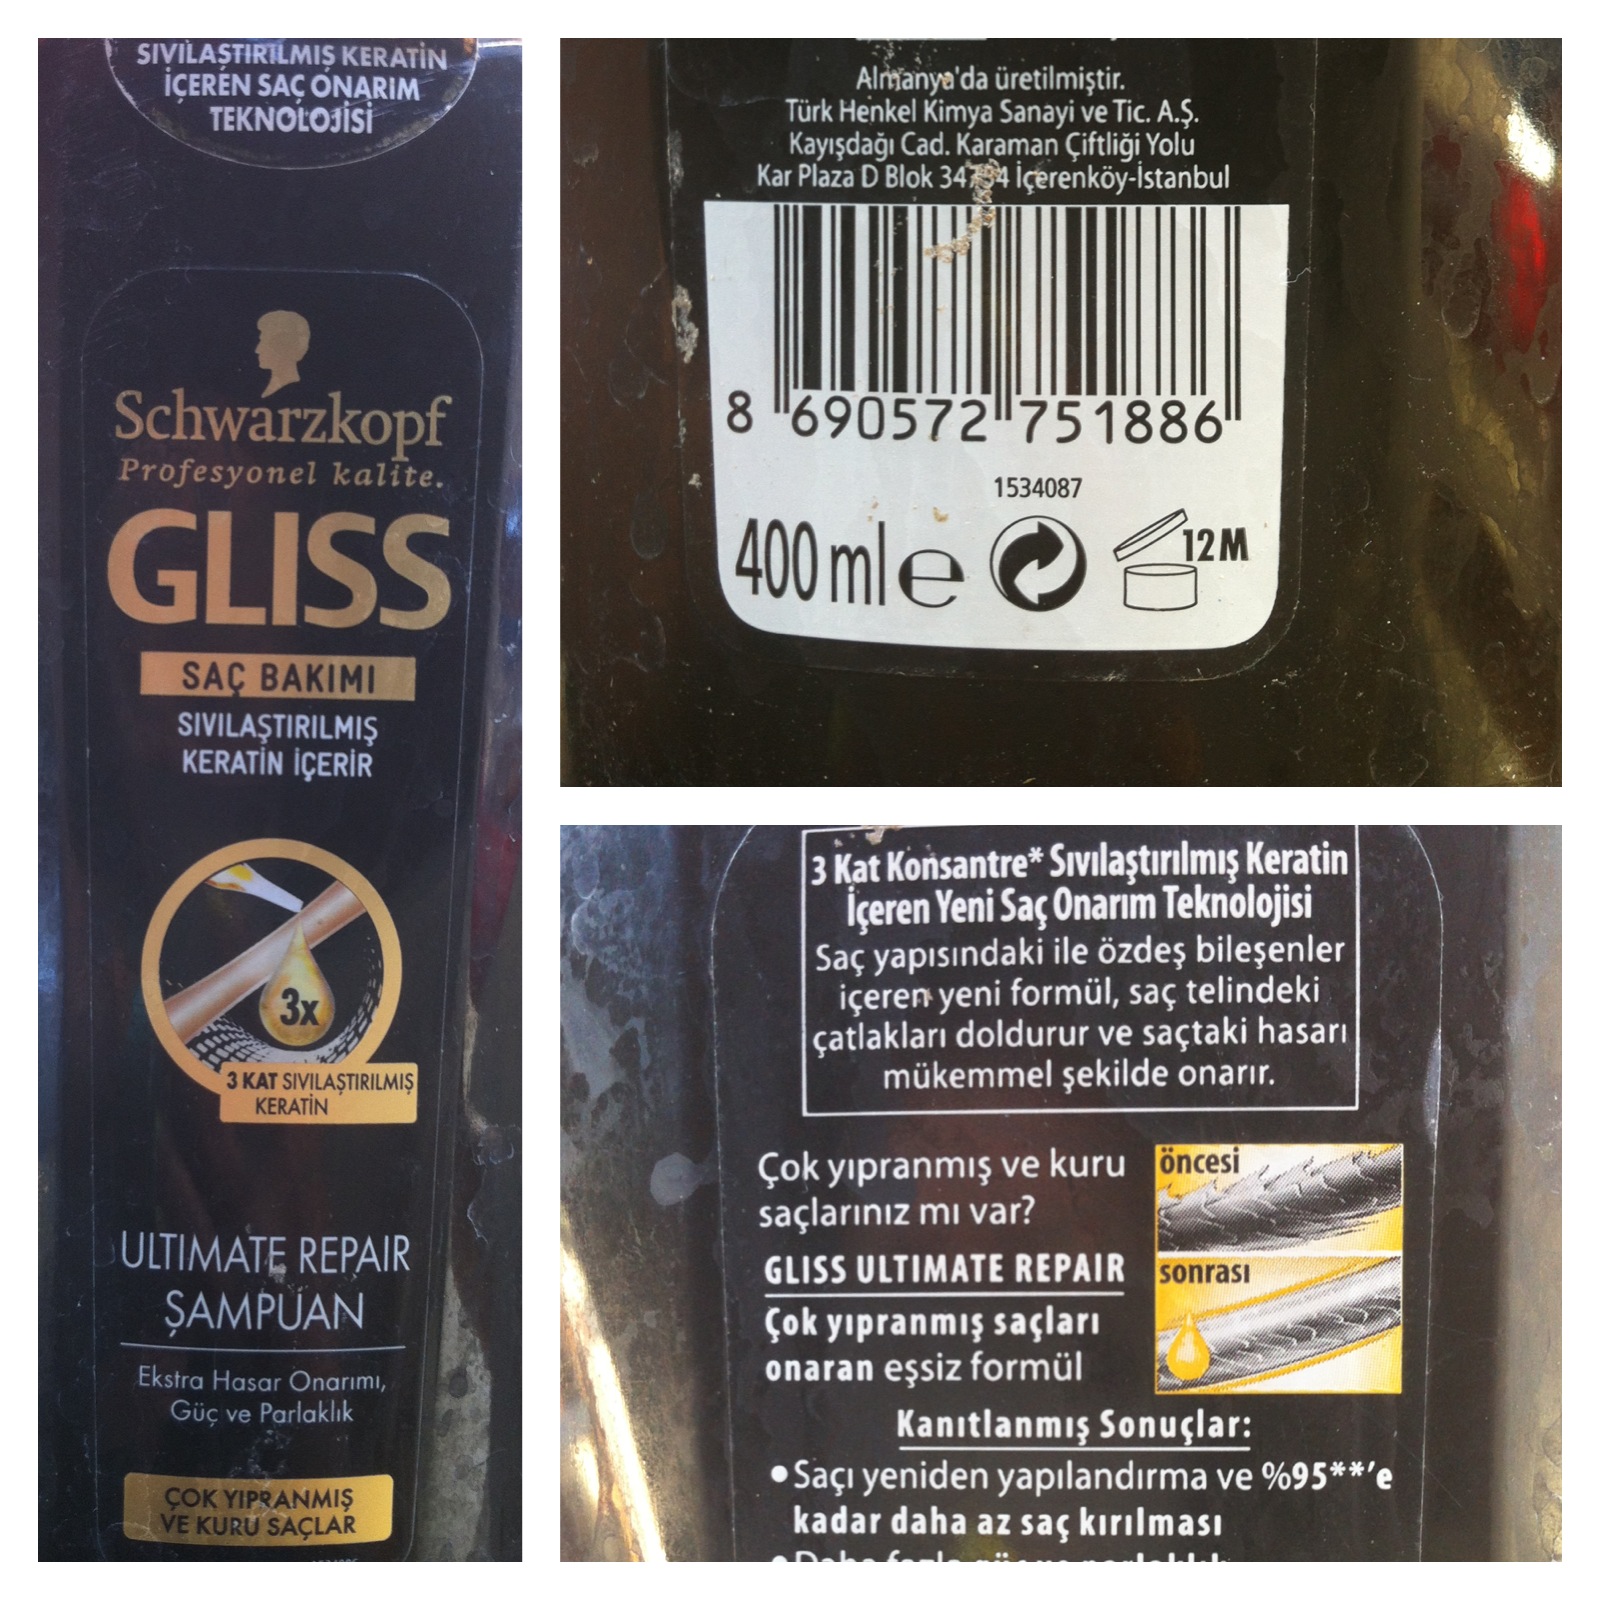 SIVILAŞTIRILMIŞ KERATİN
İÇEREN SAÇ ONARIM
TEKNOLOJİSİ
Schwarzkopf
Profesyonel kalite.
GLISS
SAÇ BAKIMI
SIVILAŞTIRILMIŞ
KERATİN İÇERİR
3x
3 KAT SIVILAŞTIRILMIŞ
KERATİN
ULTIMATE REPAIR
ŞAMPUAN
Ekstra Hasar Onarımı,
Güç ve Parlaklık
ÇOK YIPRANMIŞ
VE KURU SAÇLAR
Almanya'da üretilmiştir.
Türk Henkel Kimya Sanayi ve Tic. A.Ş.
Kayışdağı Cad. Karaman Çiftliği Yolu
Kar Plaza D Blok İçerenköy-İstanbul
8 690572 751886
1534087
400 ml e 12M
3 Kat Konsantre* Sıvılaştırılmış Keratin
İçeren Yeni Saç Onarım Teknolojisi
Saç yapısındaki ile özdeş bileşenler
içeren yeni formül, saç telindeki
çatlakları doldurur ve saçtaki hasarı
mükemmel şekilde onarır.
Çok yıpranmış ve kuru
saçlarınız mı var?
GLISS ULTIMATE REPAIR
Çok yıpranmış saçları
onaran eşsiz formül
öncesi
sonrası
Kanıtlanmış Sonuçlar:
•Saçı yeniden yapılandırma ve %95**'e
kadar daha az saç kırılması